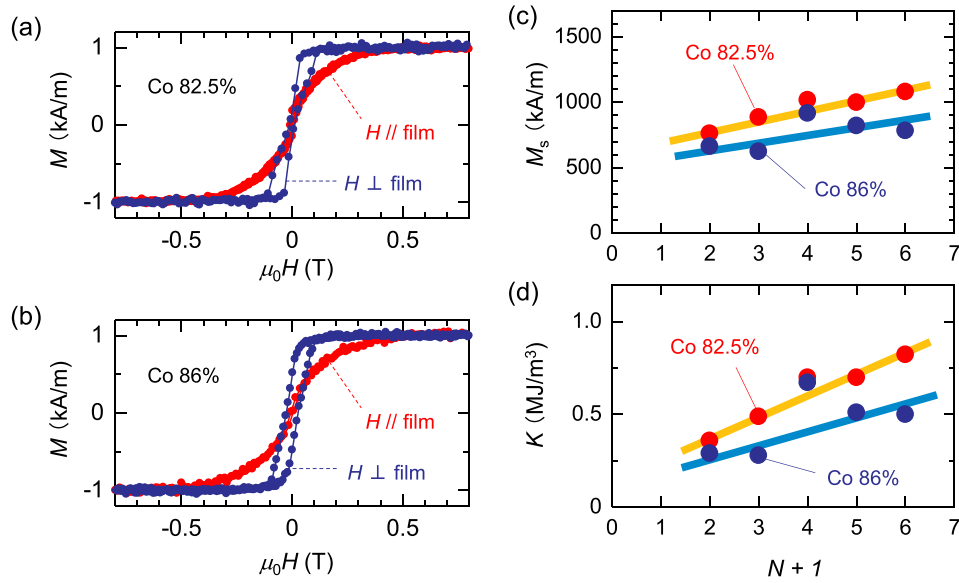 (a)
M (kA/m)
1
0
-1
Co 82.5%
H // film
H ⊥ film
-0.5
0
0.5
μ₀H (T)
(b)
M (kA/m)
1
0
-1
Co 86%
H // film
H ⊥ film
-0.5
0
0.5
μ₀H (T)
(c)
Mₛ (kA/m)
1500
1000
500
0
Co 82.5%
Co 86%
0 1 2 3 4 5 6 7
(d)
K (MJ/m³)
1.0
0.5
0
Co 82.5%
Co 86%
0 1 2 3 4 5 6 7
N + 1